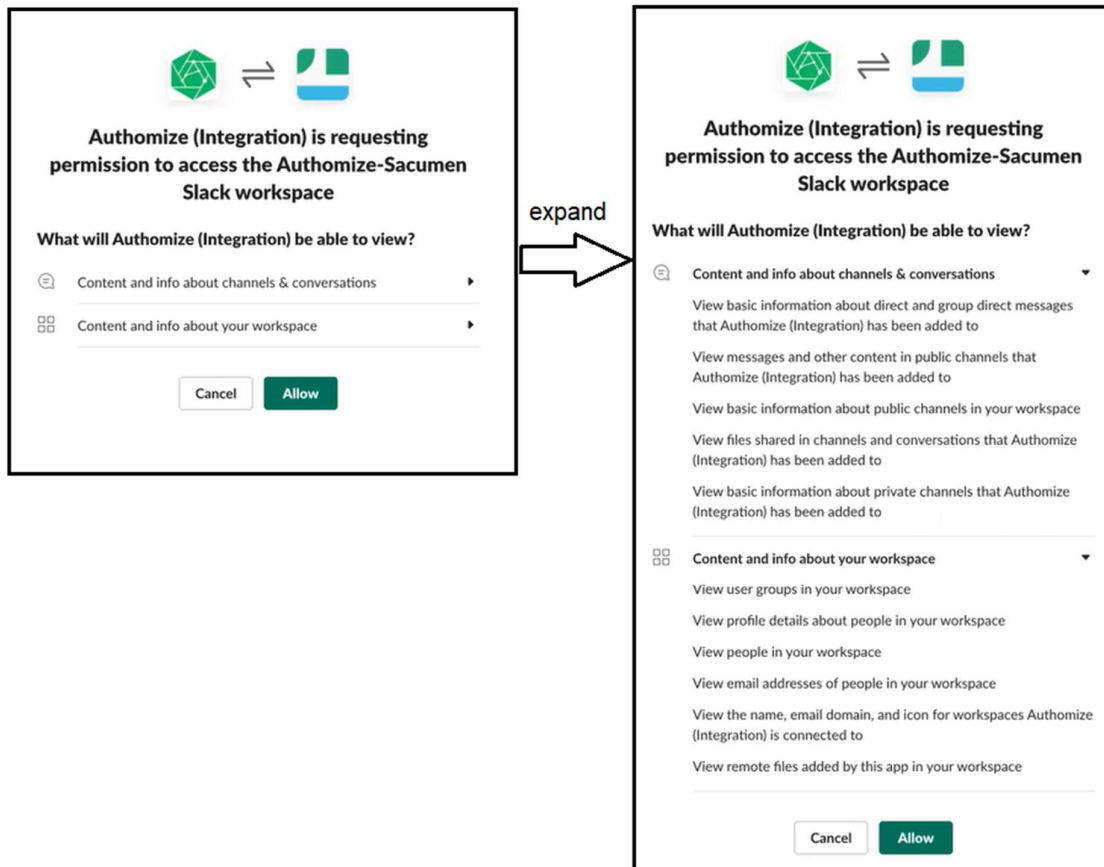 Authomize (Integration) is requesting
permission to access the Authomize-Sacumen
Slack workspace
What will Authomize (Integration) be able to view?
Content and info about channels & conversations
Content and info about your workspace
Cancel
Allow
expand
Authomize (Integration) is requesting
permission to access the Authomize-Sacumen
Slack workspace
What will Authomize (Integration) be able to view?
Content and info about channels & conversations
View basic information about direct and group direct messages
that Authomize (Integration) has been added to
View messages and other content in public channels that
Authomize (Integration) has been added to
View basic information about public channels in your workspace
View files shared in channels and conversations that Authomize
(Integration) has been added to
View basic information about private channels that Authomize
(Integration) has been added to
Content and info about your workspace
View user groups in your workspace
View profile details about people in your workspace
View people in your workspace
View email addresses of people in your workspace
View the name, email domain, and icon for workspaces Authomize
(Integration) is connected to
View remote files added by this app in your workspace
Cancel
Allow